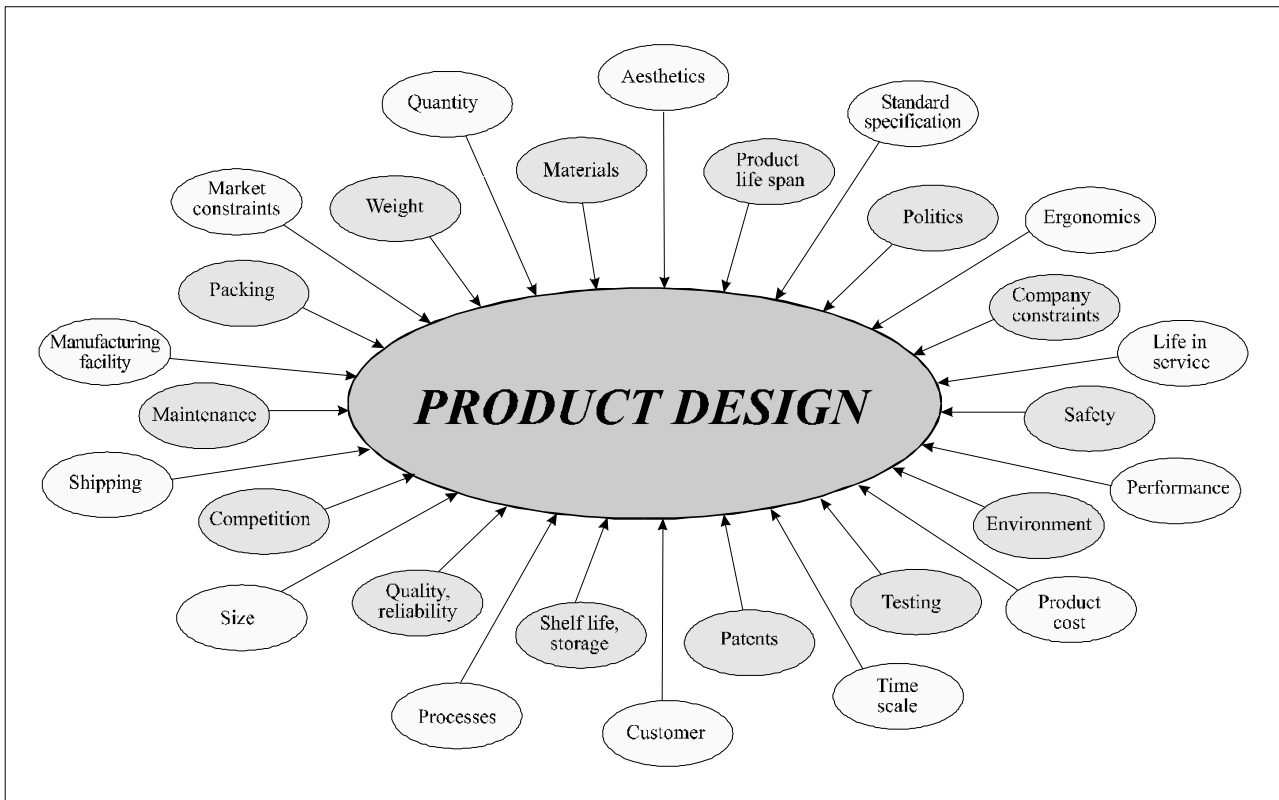 Aesthetics
Quantity
Standard
specification
Materials
Product
life span
Market
constraints
Weight
Politics
Ergonomics
Packing
Company
constraints
Manufacturing
facility
Life in
service
PRODUCT DESIGN
Maintenance
Safety
Shipping
Performance
Competition
Environment
Size
Quality,
reliability
Testing
Product
cost
Shelf life,
storage
Patents
Processes
Time
scale
Customer